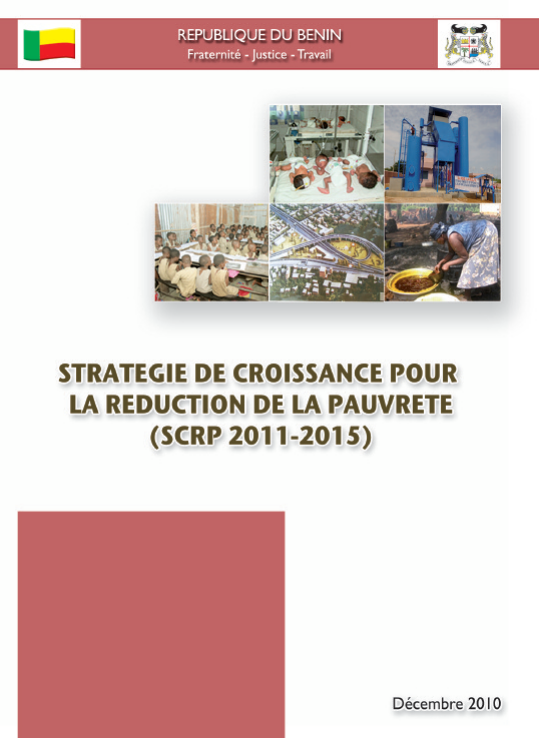 REPUBLIQUE DU BENIN
Fraternité - Justice - Travail
STRATEGIE DE CROISSANCE POUR
LA REDUCTION DE LA PAUVRETE
(SCRP 2011-2015)
Décembre 2010